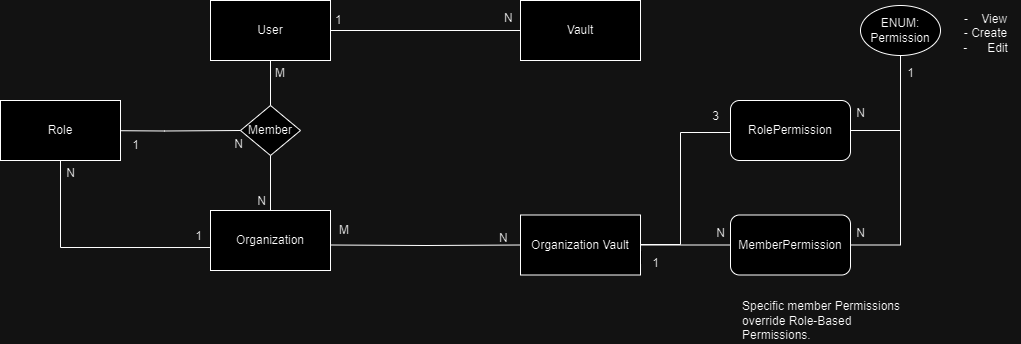 User
1
N
Vault
ENUM:
Permission
- View
- Create
- Edit
M
1
Role
1
N
Member
3
RolePermission
N
N
N
1
Organization
M
N
Organization Vault
1
N
MemberPermission
N
Specific member Permissions
override Role-Based
Permissions.